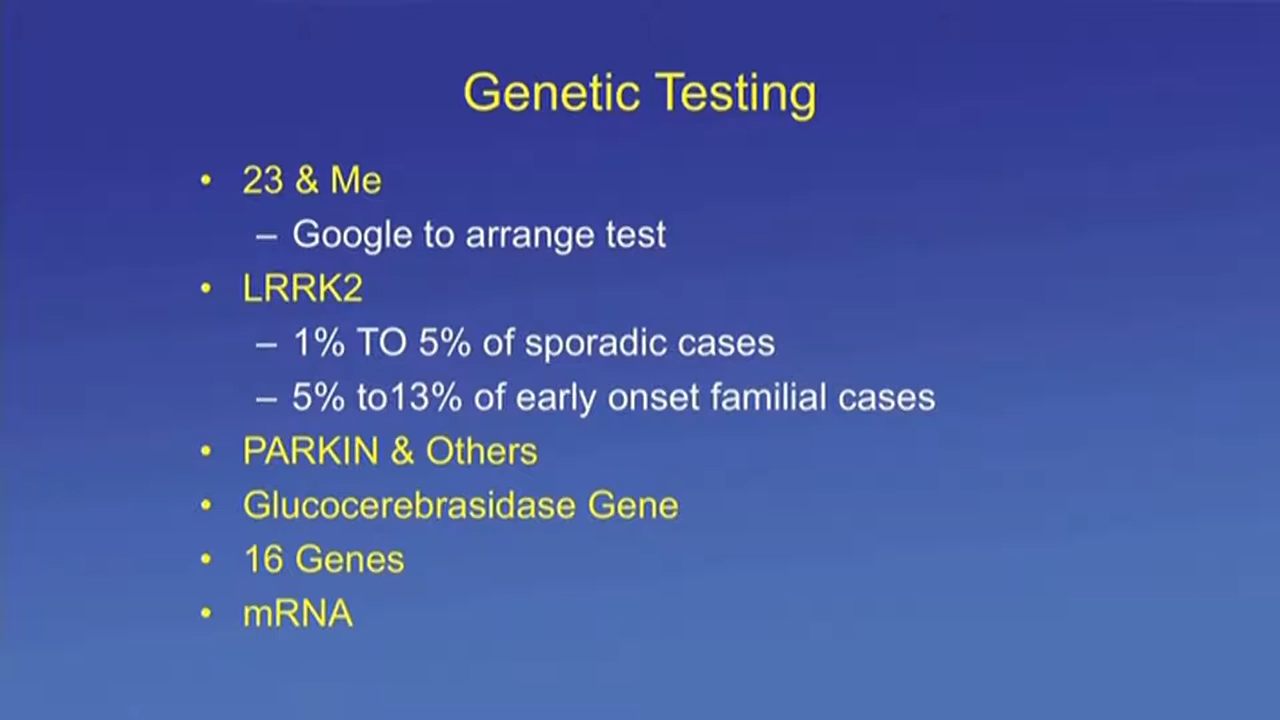 Genetic Testing
• 23 & Me
– Google to arrange test
• LRRK2
– 1% TO 5% of sporadic cases
– 5% to13% of early onset familial cases
• PARKIN & Others
• Glucocerebrasidase Gene
• 16 Genes
• mRNA